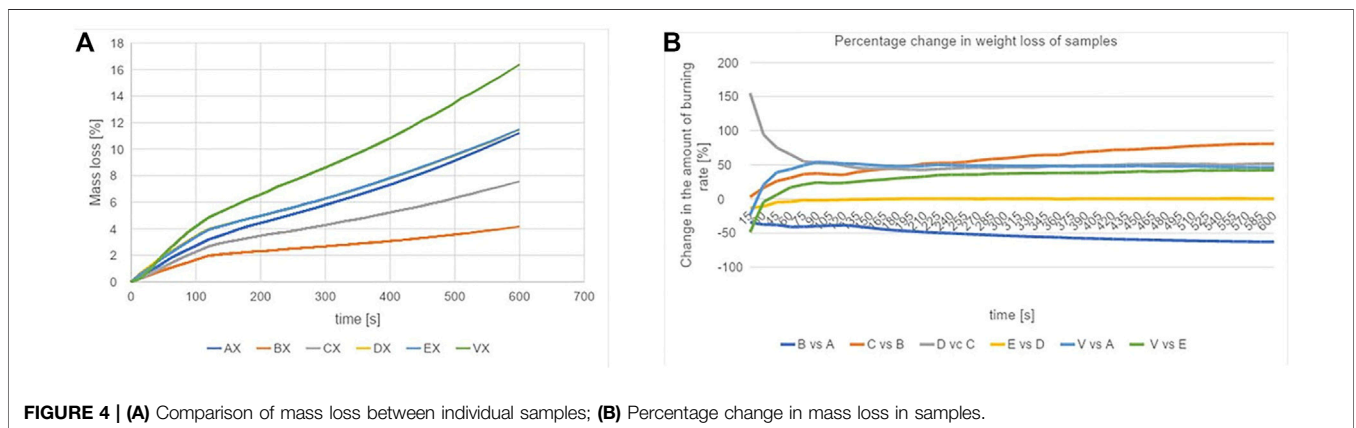 A
18
16
14
12
10
8
6
4
2
0
Mass loss [%]
0 100 200 300 400 500 600 700
time [s]
AX BX CX DX EX VX
B
Percentage change in weight loss of samples
200
150
100
50
0
-50
-100
Change in the amount of burning
rate [%]
time [s]
B vs A C vs B D vc C E vs D V vs A V vs E
FIGURE 4 | (A) Comparison of mass loss between individual samples; (B) Percentage change in mass loss in samples.